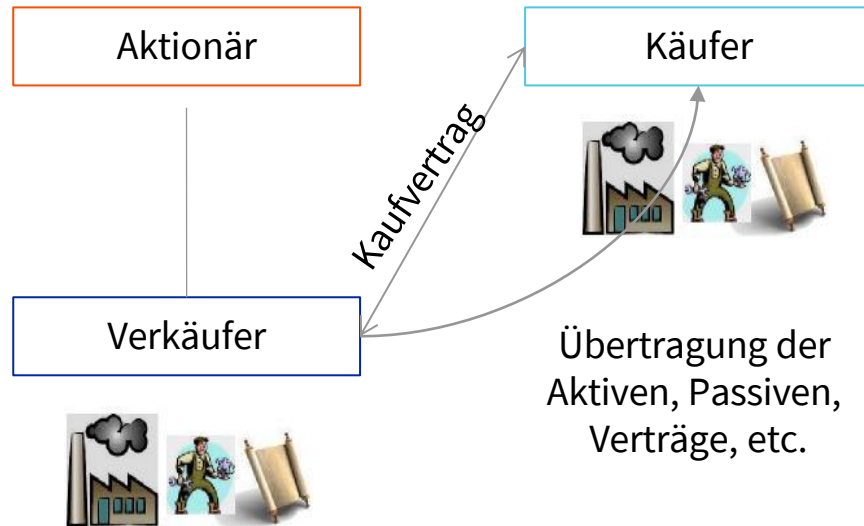 Aktionär
Käufer
Kaufvertrag
Verkäufer
Übertragung der
Aktiven, Passiven,
Verträge, etc.